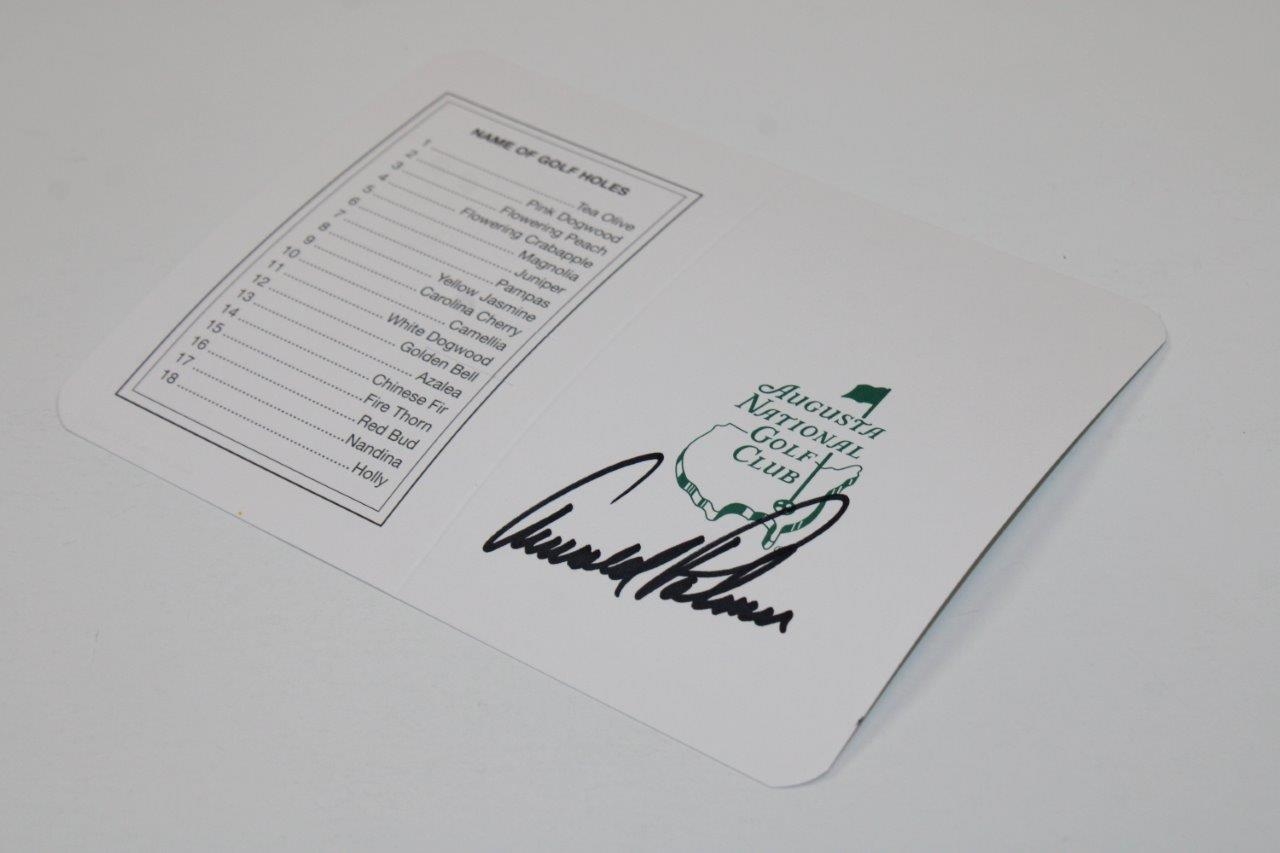 NAME OF GOLF HOLES
1 Tea Olive
2 Pink Dogwood
3 Flowering Peach
4 Flowering Crabapple
5 Magnolia
6 Juniper
7 Pampas
8 Yellow Jasmine
9 Carolina Cherry
10 Camellia
11 White Dogwood
12 Golden Bell
13 Azalea
14 Chinese Fir
15 Fire Thorn
16 Red Bud
17 Nandina
18 Holly
AUGUSTA
NATIONAL
GOLF
CLUB
Arnold Palmer